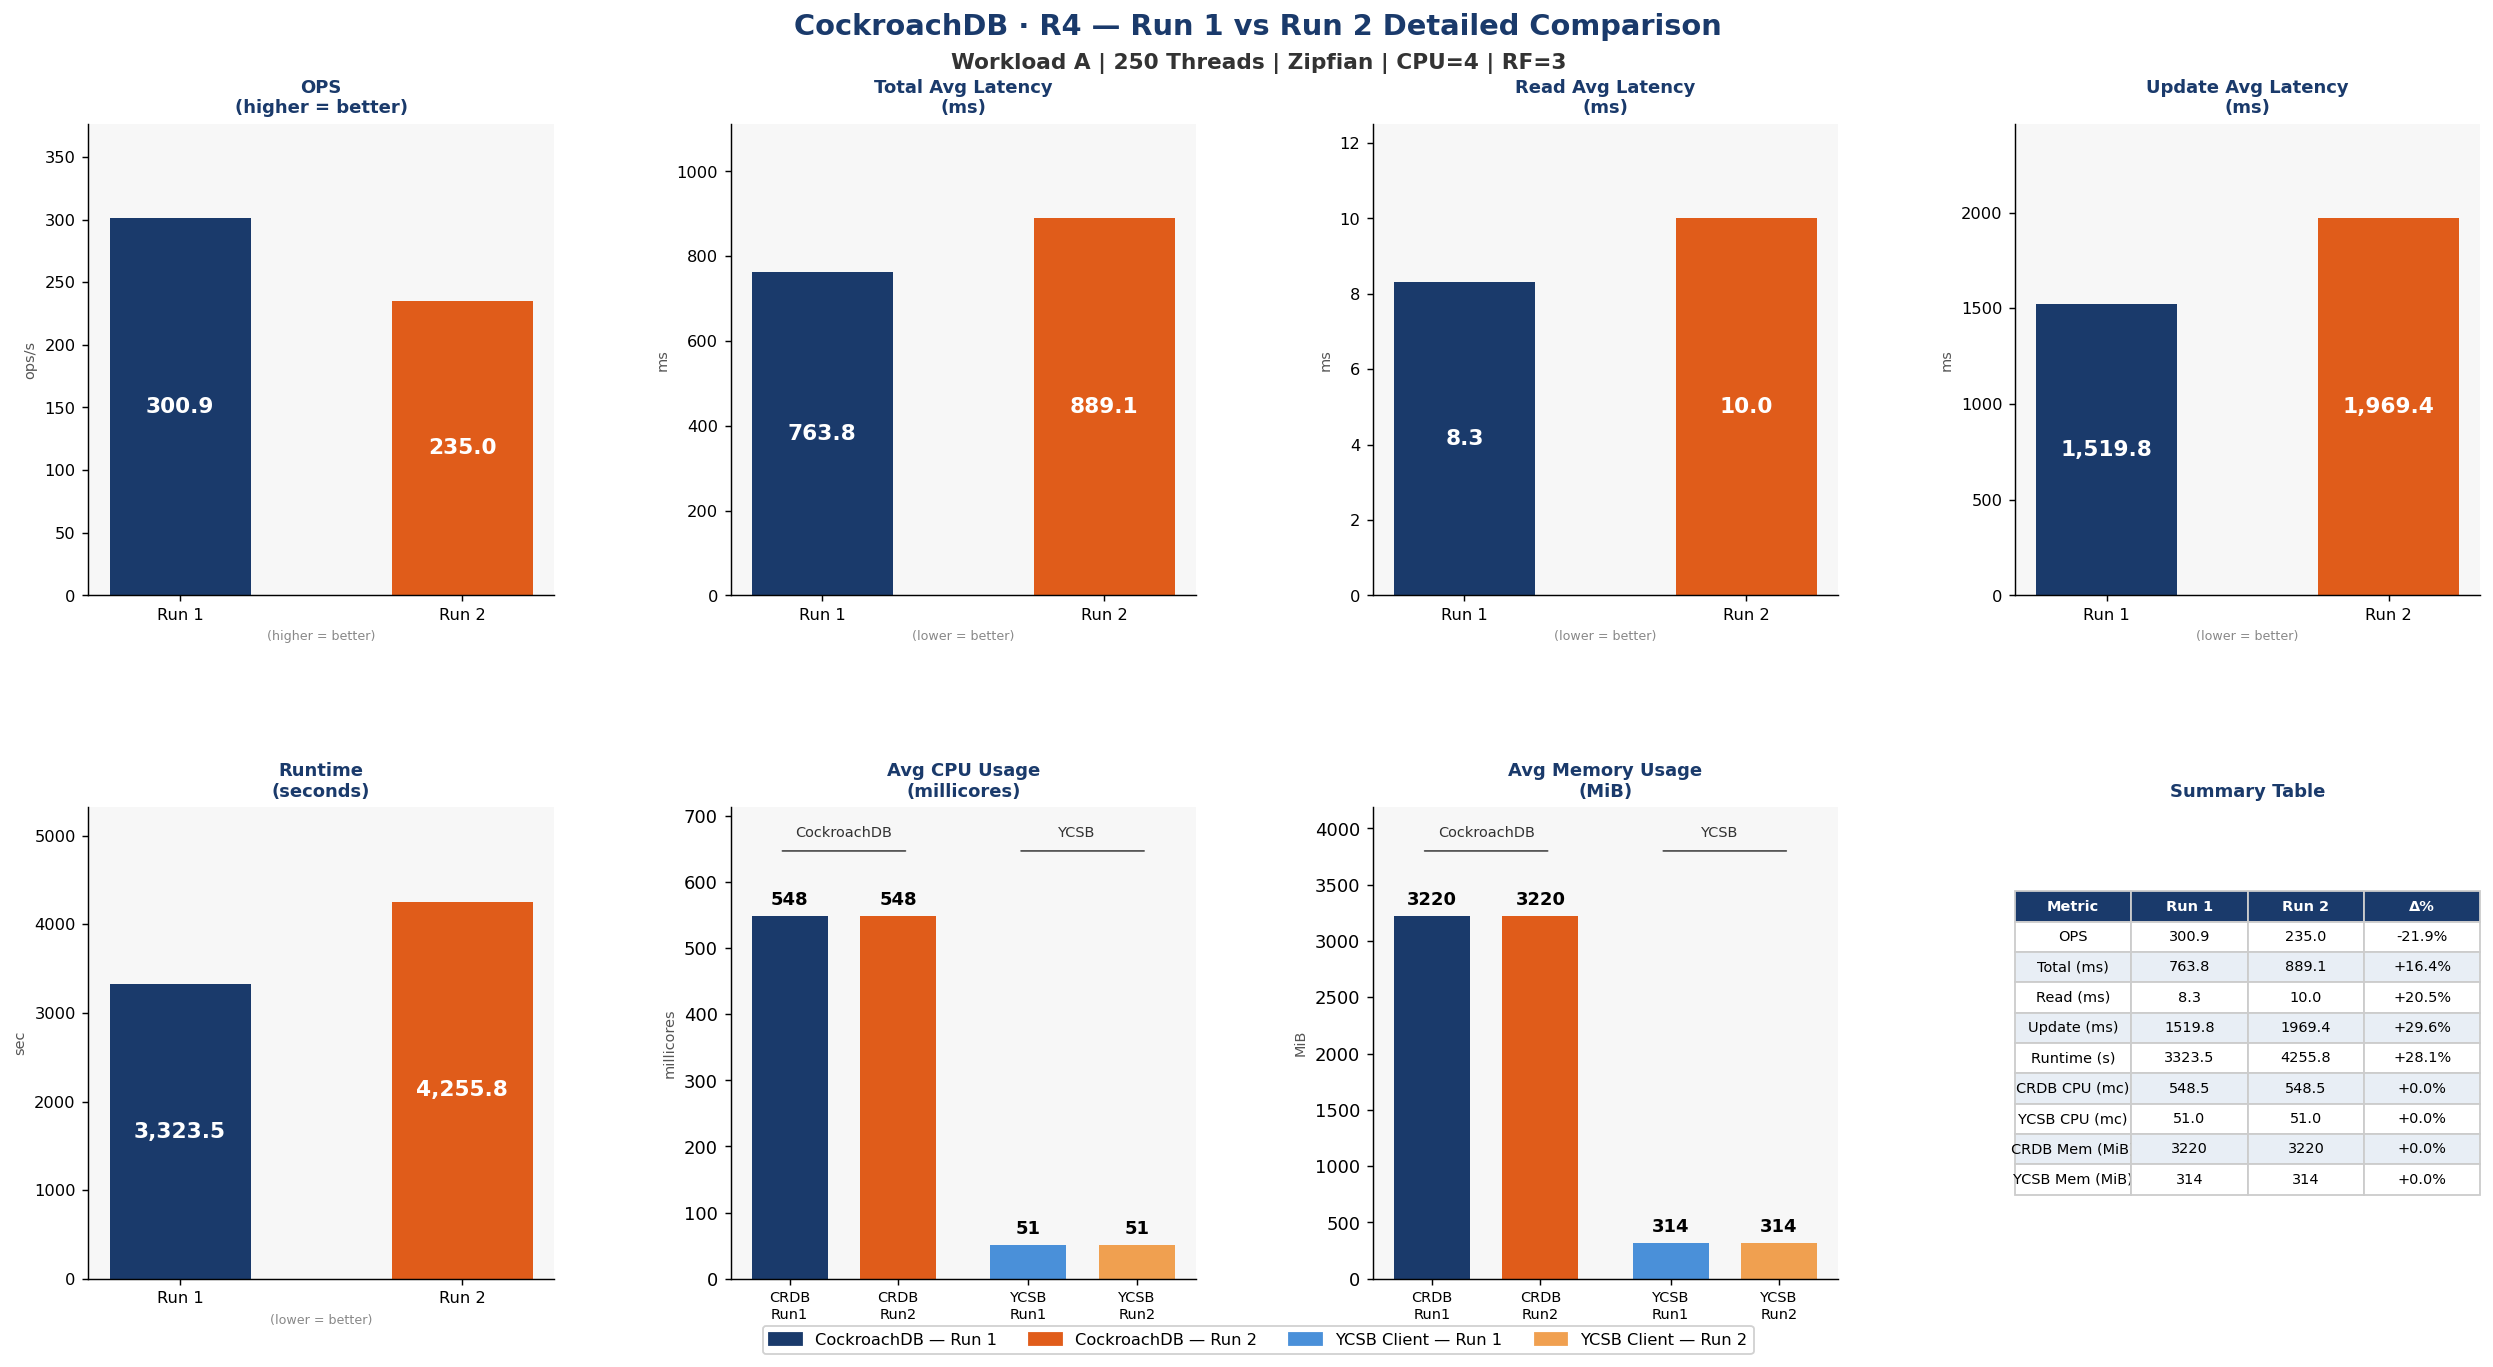 CockroachDB · R4 — Run 1 vs Run 2 Detailed Comparison
Workload A | 250 Threads | Zipfian | CPU=4 | RF=3
OPS
(higher = better)
350
300
250
200
150
100
50
0
ops/s
300.9
235.0
Run 1
Run 2
(higher = better)
Total Avg Latency
(ms)
1000
800
600
400
200
0
ms
763.8
889.1
Run 1
Run 2
(lower = better)
Read Avg Latency
(ms)
12
10
8
6
4
2
0
ms
8.3
10.0
Run 1
Run 2
(lower = better)
Update Avg Latency
(ms)
2000
1500
1000
500
0
ms
1,519.8
1,969.4
Run 1
Run 2
(lower = better)
Runtime
(seconds)
5000
4000
3000
2000
1000
0
sec
3,323.5
4,255.8
Run 1
Run 2
(lower = better)
Avg CPU Usage
(millicores)
700
600
500
400
300
200
100
0
millicores
CockroachDB
YCSB
548
548
51
51
CRDB
Run1
CRDB
Run2
YCSB
Run1
YCSB
Run2
Avg Memory Usage
(MiB)
4000
3500
3000
2500
2000
1500
1000
500
0
MiB
CockroachDB
YCSB
3220
3220
314
314
CRDB
Run1
CRDB
Run2
YCSB
Run1
YCSB
Run2
Summary Table
Metric Run 1 Run 2 Δ%
OPS 300.9 235.0 -21.9%
Total (ms) 763.8 889.1 +16.4%
Read (ms) 8.3 10.0 +20.5%
Update (ms) 1519.8 1969.4 +29.6%
Runtime (s) 3323.5 4255.8 +28.1%
CRDB CPU (mc) 548.5 548.5 +0.0%
YCSB CPU (mc) 51.0 51.0 +0.0%
CRDB Mem (MiB 3220 3220 +0.0%
YCSB Mem (MiB) 314 314 +0.0%
CockroachDB — Run 1
CockroachDB — Run 2
YCSB Client — Run 1
YCSB Client — Run 2